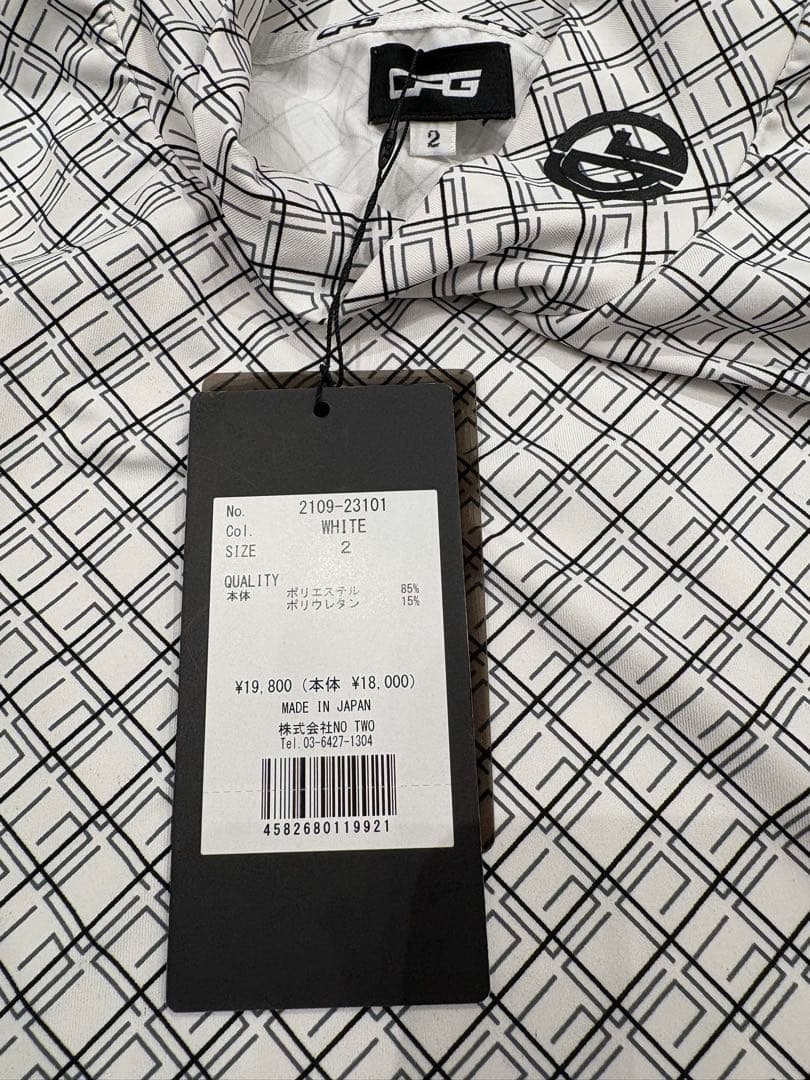 CPG
2
No. 2109-23101
Col. WHITE
SIZE 2
QUALITY
本体 ポリエステル 85%
ポリウレタン 15%
¥19,800 (本体 ¥18,000)
MADE IN JAPAN
株式会社NO TWO
Tel.03-6427-1304
4582680119921